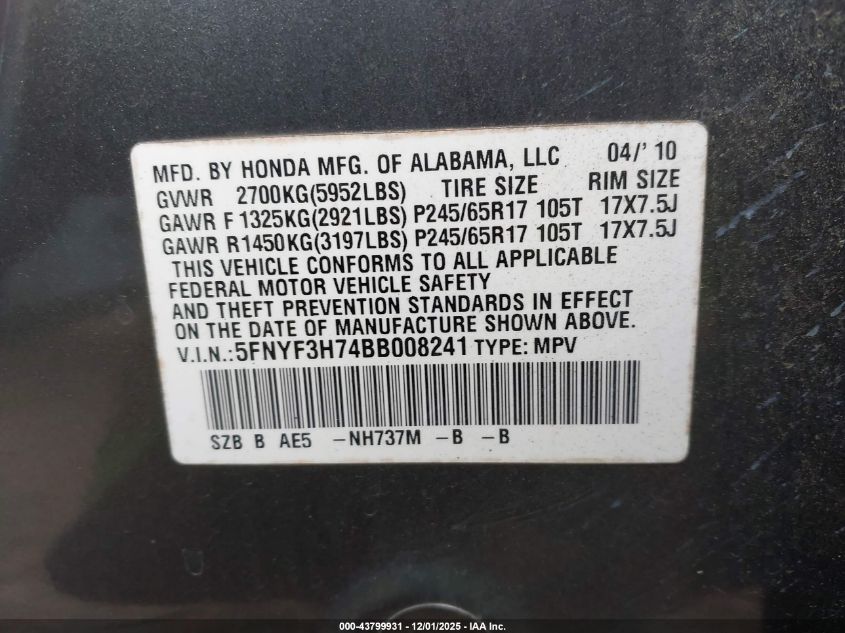 MFD. BY HONDA MFG. OF ALABAMA, LLC 04/' 10
GVWR 2700KG(5952LBS) TIRE SIZE RIM SIZE
GAWR F 1325KG(2921LBS) P245/65R17 105T 17X7.5J
GAWR R1450KG(3197LBS) P245/65R17 105T 17X7.5J
THIS VEHICLE CONFORMS TO ALL APPLICABLE
FEDERAL MOTOR VEHICLE SAFETY
AND THEFT PREVENTION STANDARDS IN EFFECT
ON THE DATE OF MANUFACTURE SHOWN ABOVE.
V.I.N.:5FNYF3H74BB008241 TYPE: MPV
SZB B AE5 -NH737M -B -B
000-43799931 - 12/01/2025 - IAA Inc.